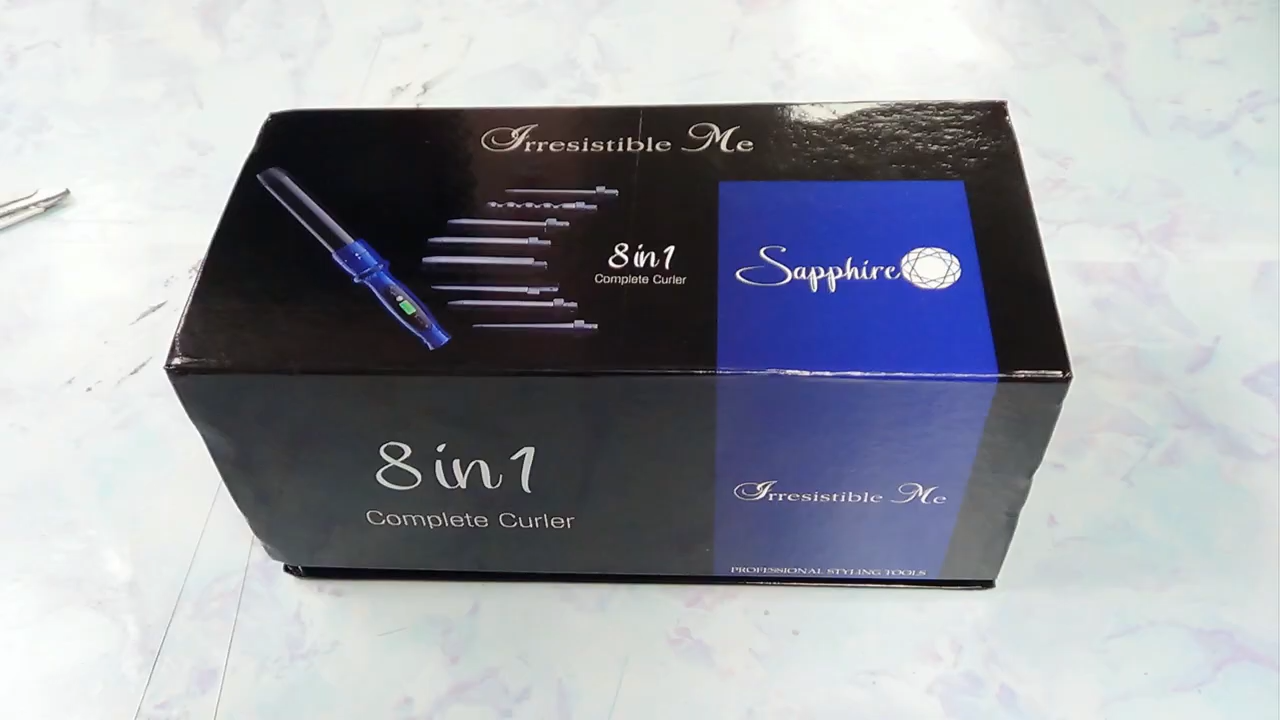 Irresistible Me
8 in 1
Complete Curler
Sapphire
8 in 1
Complete Curler
Irresistible Me
PROFESSIONAL STYLING TOOLS